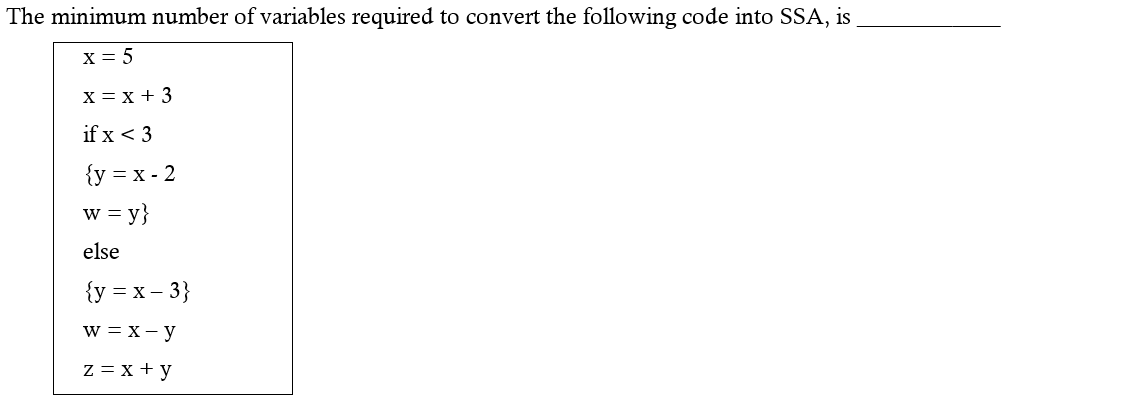 The minimum number of variables required to convert the following code into SSA, is _____________
x = 5
x = x + 3
if x < 3
{y = x - 2
w = y}
else
{y = x – 3}
w = x – y
z = x + y